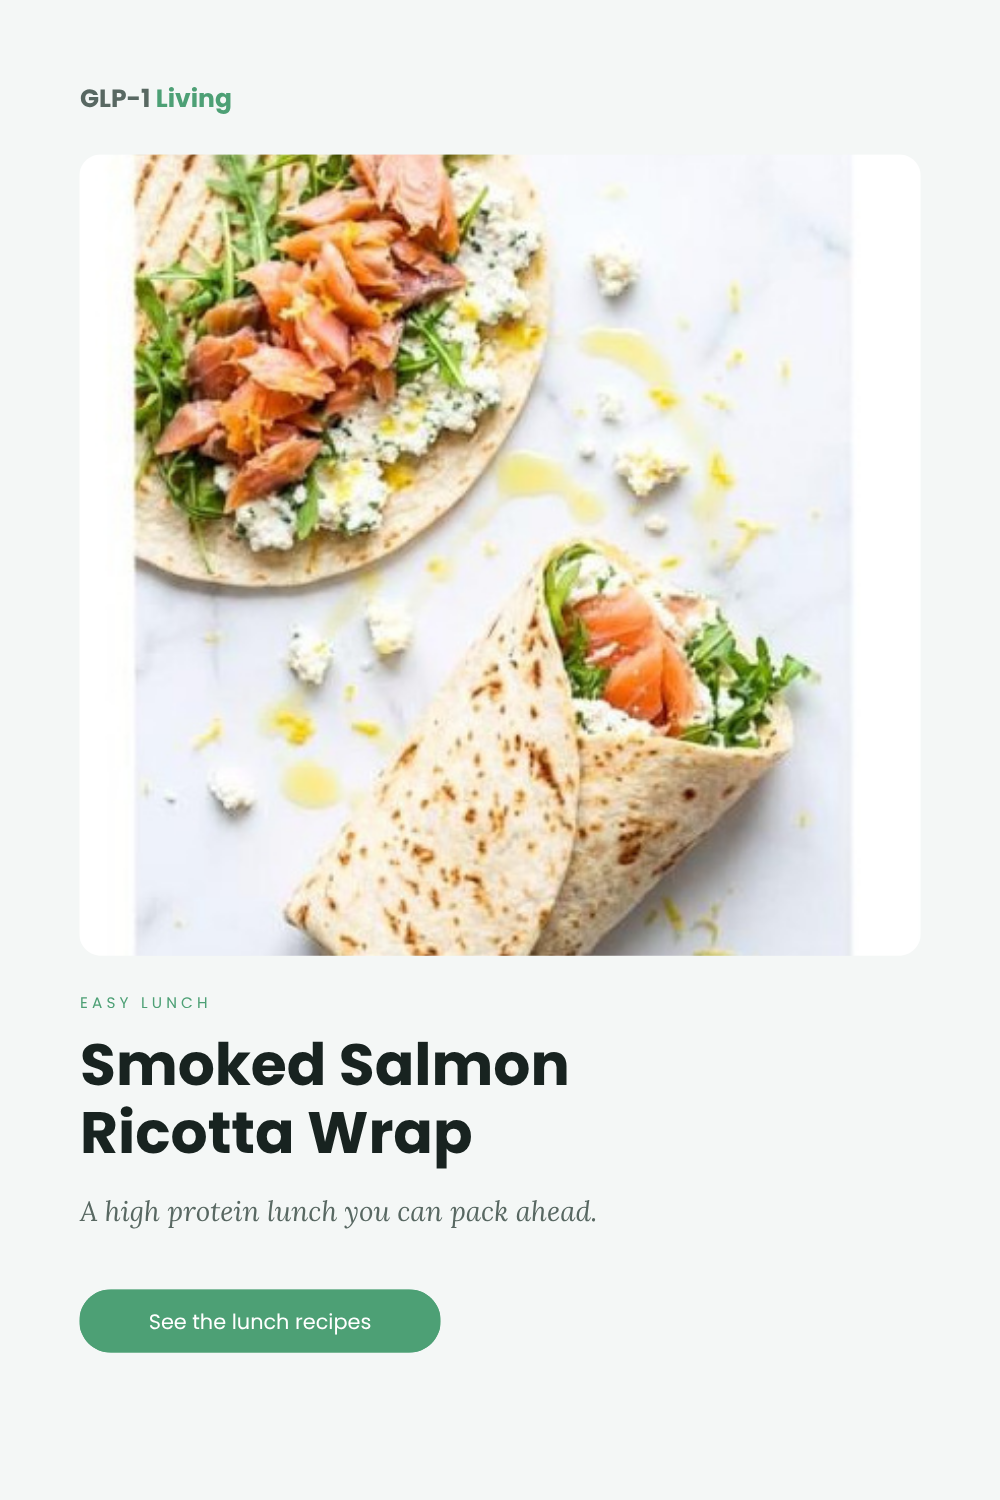 GLP-1 Living
EASY LUNCH
Smoked Salmon
Ricotta Wrap
A high protein lunch you can pack ahead.
See the lunch recipes